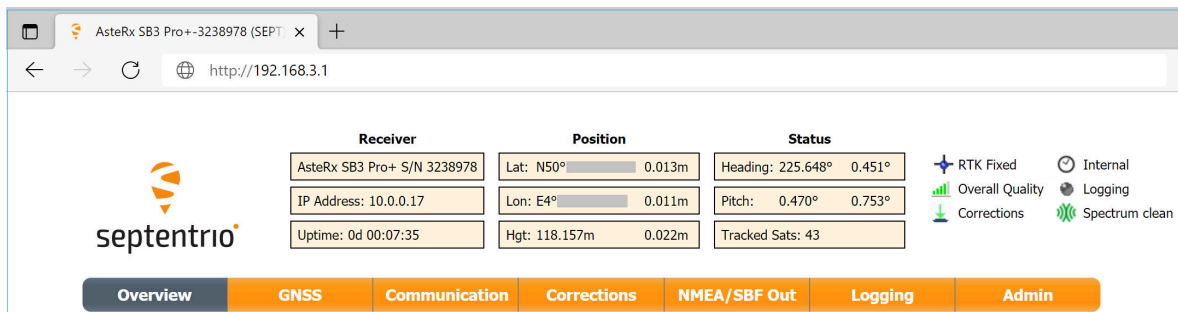 AsteRx SB3 Pro+-3238978 (SEPT)
http://192.168.3.1
Receiver Position Status
AsteRx SB3 Pro+ S/N 3238978 Lat: N50° 0.013m Heading: 225.648° 0.451° RTK Fixed Internal
IP Address: 10.0.0.17 Lon: E4° 0.011m Pitch: 0.470° 0.753° Overall Quality Logging
Uptime: 0d 00:07:35 Hgt: 118.157m 0.022m Tracked Sats: 43 Corrections Spectrum clean
septentrio
Overview GNSS Communication Corrections NMEA/SBF Out Logging Admin